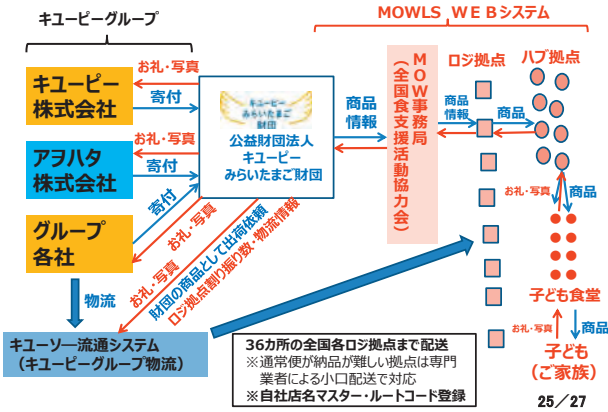 キユーピーグループ
MOWLS WEBシステム
キユーピー
株式会社
お礼・写真
寄付
アヲハタ
株式会社
お礼・写真
寄付
グループ
各社
寄付
お礼・写真
キユーピー
みらいたまご
財団
公益財団法人
キユーピー
みらいたまご財団
商品
情報
MOW事務局
(全国食支援活動協力会)
ロジ拠点
ハブ拠点
商品
情報
商品
お礼・写真
商品
子ども食堂
お礼・写真
商品
子ども
(ご家族)
お礼・写真
財団の商品として出荷依頼
ロジ拠点割り振り数・物流情報
物流
キユーソー流通システム
(キユーピーグループ物流)
36カ所の全国各ロジ拠点まで配送
※通常便が納品が難しい拠点は専門
業者による小口配送で対応
※自社店名マスター・ルートコード登録
25/27